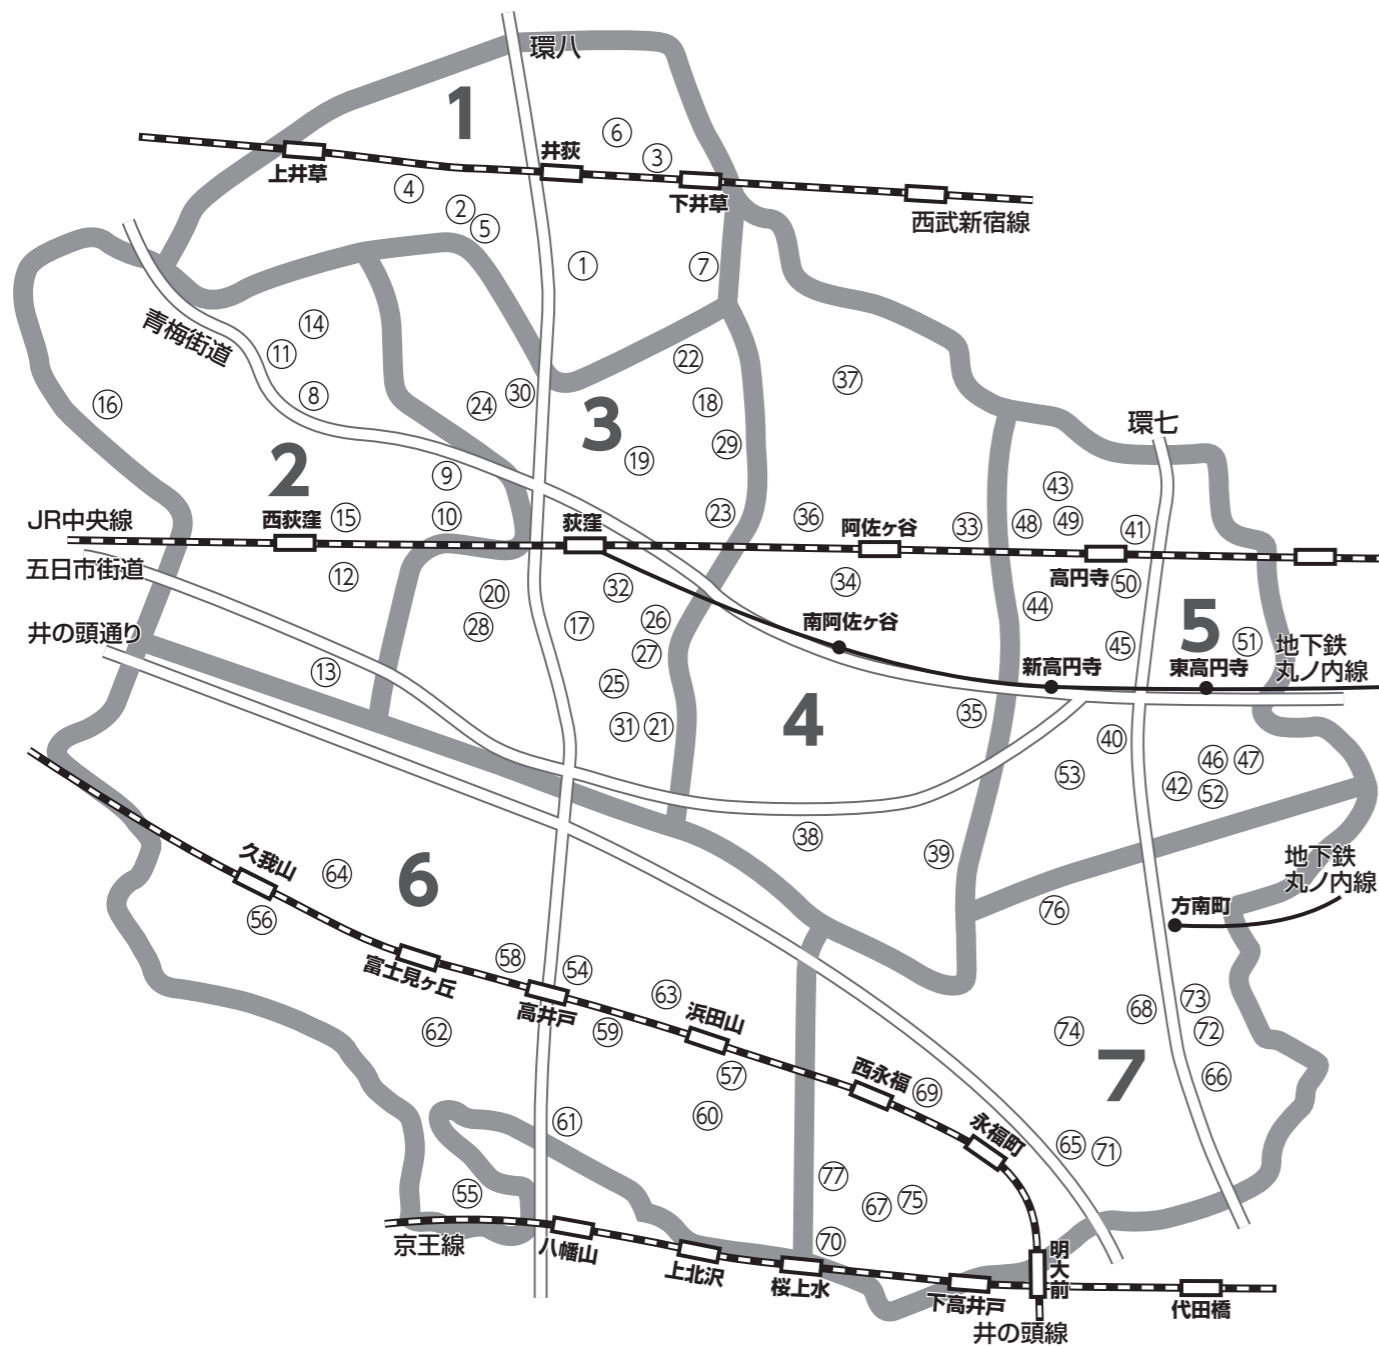 環八
1
⑥
井荻
③
上井草
④
下井草
②
西武新宿線
⑤
①
⑦
青梅街道
⑭
⑪
㉒
㊲
⑧
㉚
⑯
㉔
⑱
3
環七
㉙
2
⑲
⑨
㊸
JR中央線
西荻窪
⑮
⑩
荻窪
㉓
㊱
阿佐ヶ谷
㉝
㊽
㊾
㊶
五日市街道
⑫
⑳
㉜
㉞
高円寺
㊿
㊹
井の頭通り
㉘
⑰
㉖
南阿佐ヶ谷
5
㊺
51
地下鉄
丸ノ内線
㉗
新高円寺
東高円寺
⑬
㉕
㉛
㉑
4
㉟
㊵
53
㊻
㊼
㊷
52
㊳
㊴
久我山
64
6
地下鉄
丸ノ内線
56
76
方南町
富士見ヶ丘
58
54
高井戸
63
浜田山
62
59
68
73
74
72
57
西永福
69
7
66
61
60
永福町
65
71
55
77
67
75
京王線
八幡山
上北沢
70
桜上水
下高井戸
明大前
代田橋
井の頭線